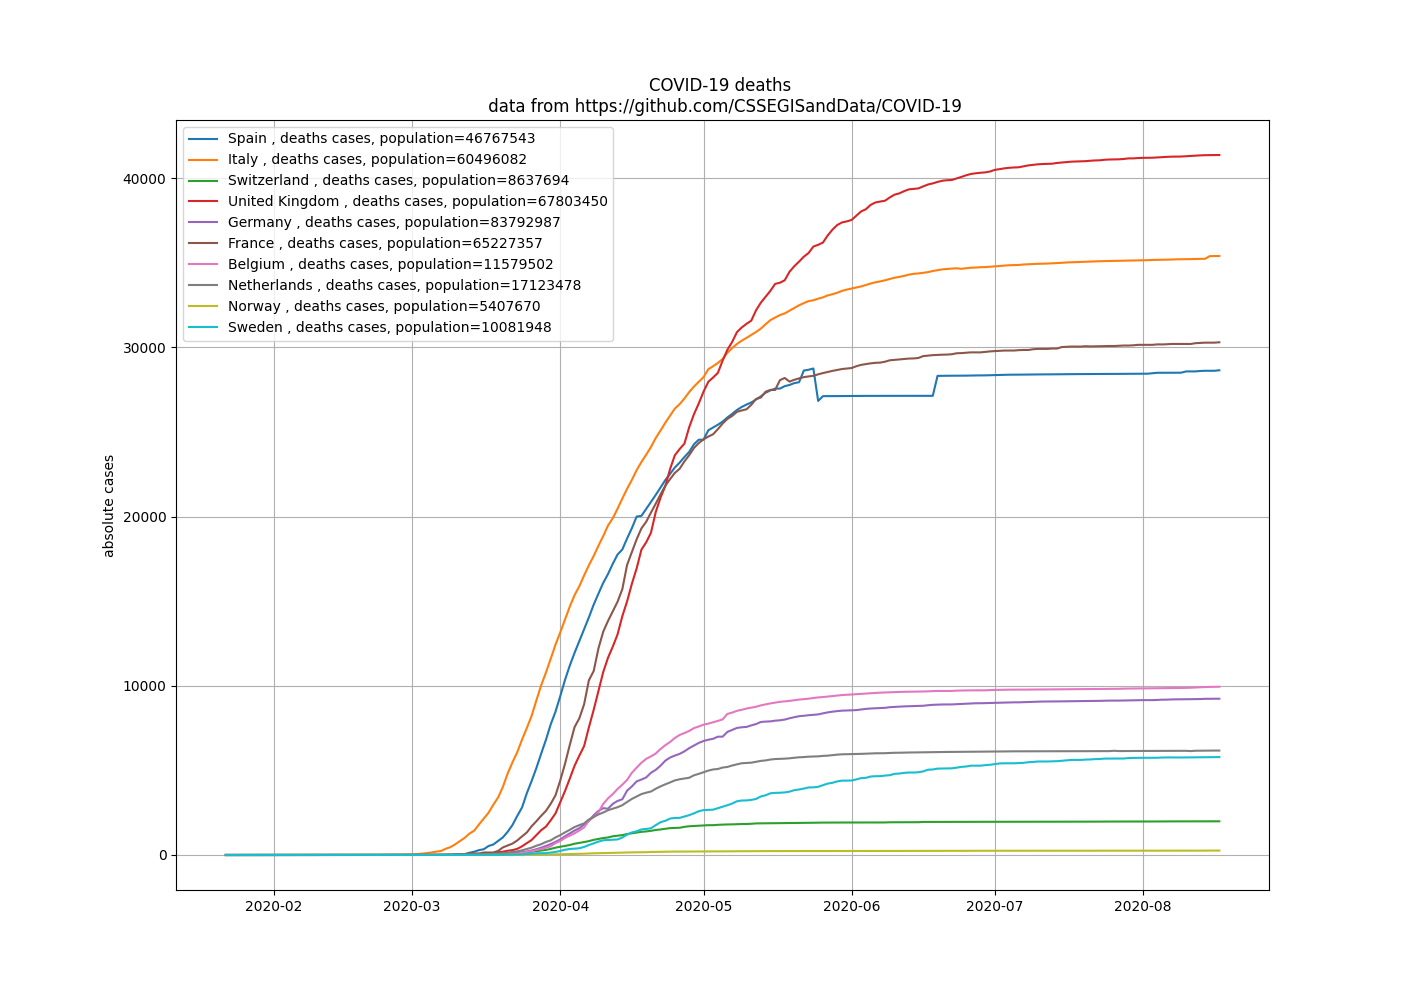 COVID-19 deaths
data from https://github.com/CSSEGISandData/COVID-19
Spain , deaths cases, population=46767543
Italy , deaths cases, population=60496082
Switzerland , deaths cases, population=8637694
United Kingdom , deaths cases, population=67803450
Germany , deaths cases, population=83792987
France , deaths cases, population=65227357
Belgium , deaths cases, population=11579502
Netherlands , deaths cases, population=17123478
Norway , deaths cases, population=5407670
Sweden , deaths cases, population=10081948
absolute cases
40000
30000
20000
10000
0
2020-02 2020-03 2020-04 2020-05 2020-06 2020-07 2020-08